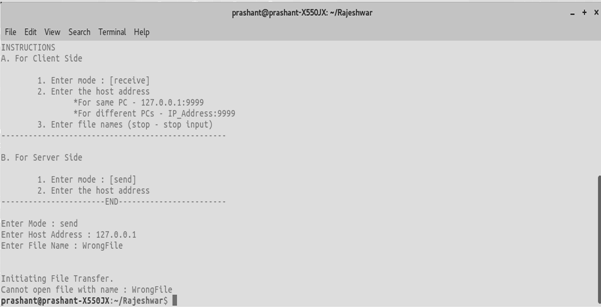 prashant@prashant-X550JX: ~/Rajeshwar
File Edit View Search Terminal Help
INSTRUCTIONS
A. For Client Side
1. Enter mode : [receive]
2. Enter the host address
*For same PC - 127.0.0.1:9999
*For different PCs - IP_Address:9999
3. Enter file names (stop - stop input)
-----------------------------------------------
B. For Server Side
1. Enter mode : [send]
2. Enter the host address
----------------------END-----------------------
Enter Mode : send
Enter Host Address : 127.0.0.1
Enter File Name : WrongFile
Initiating File Transfer.
Cannot open file with name : WrongFile
prashant@prashant-X550JX:~/Rajeshwar$